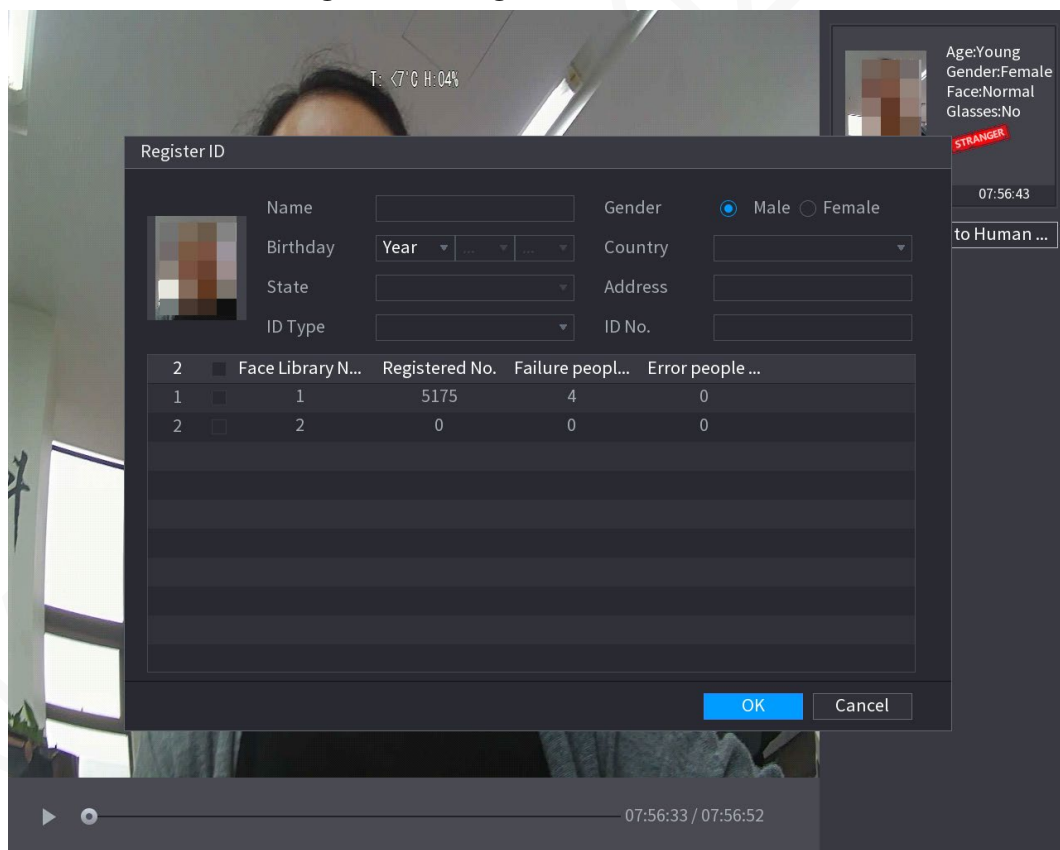 T: <7°C H:04%
Age:Young
Gender:Female
Face:Normal
Glasses:No
STRANGER
07:56:43
to Human ...
Register ID
Name
Gender Male Female
Birthday Year ... ... Country
State Address
ID Type ID No.
2 Face Library N... Registered No. Failure peopl... Error people ...
1 1 5175 4 0
2 2 0 0 0
OK Cancel
07:56:33 / 07:56:52